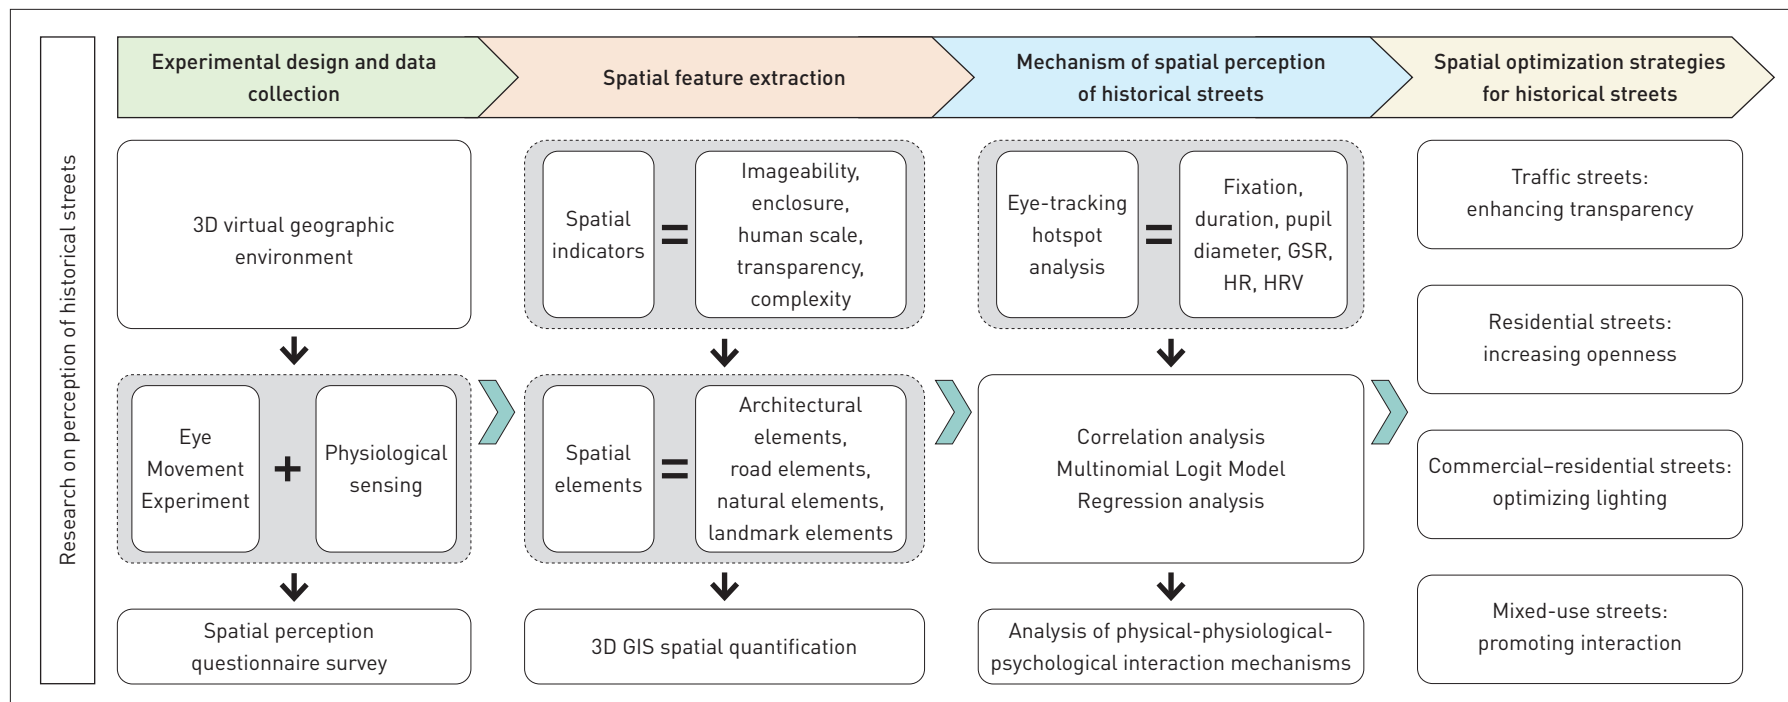 Research on perception of historical streets
Experimental design and data
collection
Spatial feature extraction
Mechanism of spatial perception
of historical streets
Spatial optimization strategies
for historical streets
3D virtual geographic
environment
Eye
Movement
Experiment
+
Physiological
sensing
Spatial perception
questionnaire survey
Spatial
indicators
=
Imageability,
enclosure,
human scale,
transparency,
complexity
Spatial
elements
=
Architectural
elements,
road elements,
natural elements,
landmark elements
3D GIS spatial quantification
Eye-tracking
hotspot
analysis
=
Fixation,
duration, pupil
diameter, GSR,
HR, HRV
Correlation analysis
Multinomial Logit Model
Regression analysis
Analysis of physical-physiological-
psychological interaction mechanisms
Traffic streets:
enhancing transparency
Residential streets:
increasing openness
Commercial–residential streets:
optimizing lighting
Mixed-use streets:
promoting interaction